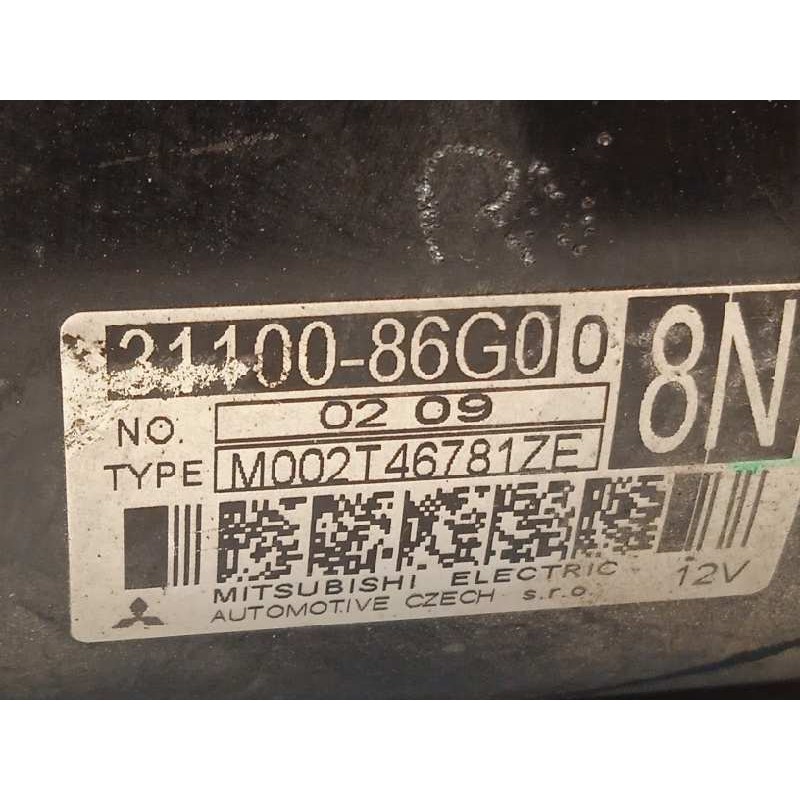 31100-86G00
8N
NO. 02 09
TYPE M002T46781ZE
MITSUBISHI ELECTRIC
AUTOMOTIVE CZECH s.r.o.
12V